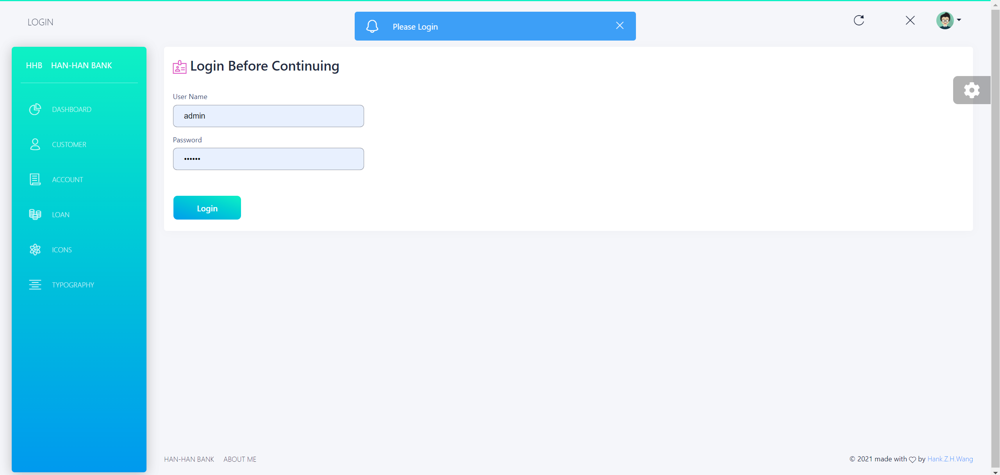 LOGIN
Please Login
HHB HAN-HAN BANK
DASHBOARD
CUSTOMER
ACCOUNT
LOAN
ICONS
TYPOGRAPHY
Login Before Continuing
User Name
admin
Password
••••••
Login
HAN-HAN BANK ABOUT ME
© 2021 made with ♡ by Hank.Z.H.Wang